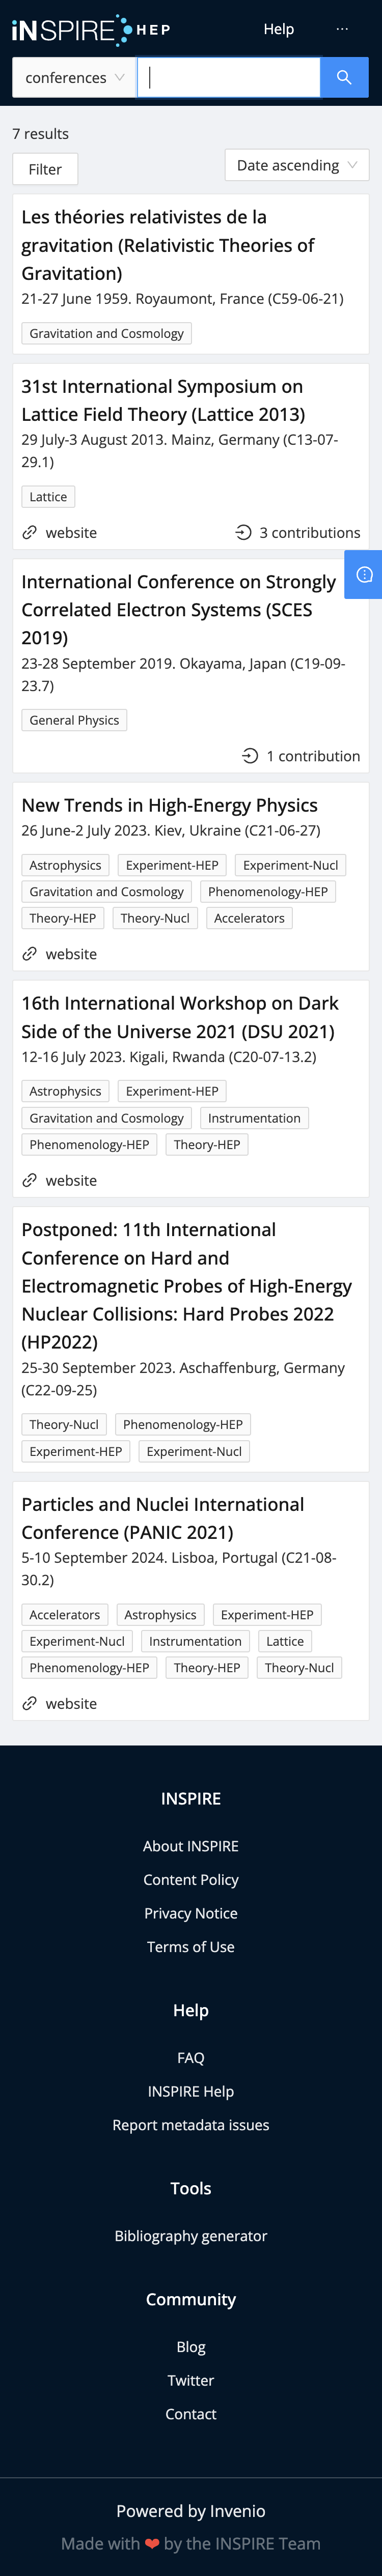 iNSPIRE HEP
Help
...
conferences
7 results
Filter
Date ascending
Les théories relativistes de la
gravitation (Relativistic Theories of
Gravitation)
21-27 June 1959. Royaumont, France (C59-06-21)
Gravitation and Cosmology
31st International Symposium on
Lattice Field Theory (Lattice 2013)
29 July-3 August 2013. Mainz, Germany (C13-07-
29.1)
Lattice
website
3 contributions
International Conference on Strongly
Correlated Electron Systems (SCES
2019)
23-28 September 2019. Okayama, Japan (C19-09-
23.7)
General Physics
1 contribution
New Trends in High-Energy Physics
26 June-2 July 2023. Kiev, Ukraine (C21-06-27)
Astrophysics Experiment-HEP Experiment-Nucl
Gravitation and Cosmology Phenomenology-HEP
Theory-HEP Theory-Nucl Accelerators
website
16th International Workshop on Dark
Side of the Universe 2021 (DSU 2021)
12-16 July 2023. Kigali, Rwanda (C20-07-13.2)
Astrophysics Experiment-HEP
Gravitation and Cosmology Instrumentation
Phenomenology-HEP Theory-HEP
website
Postponed: 11th International
Conference on Hard and
Electromagnetic Probes of High-Energy
Nuclear Collisions: Hard Probes 2022
(HP2022)
25-30 September 2023. Aschaffenburg, Germany
(C22-09-25)
Theory-Nucl Phenomenology-HEP
Experiment-HEP Experiment-Nucl
Particles and Nuclei International
Conference (PANIC 2021)
5-10 September 2024. Lisboa, Portugal (C21-08-
30.2)
Accelerators Astrophysics Experiment-HEP
Experiment-Nucl Instrumentation Lattice
Phenomenology-HEP Theory-HEP Theory-Nucl
website
INSPIRE
About INSPIRE
Content Policy
Privacy Notice
Terms of Use
Help
FAQ
INSPIRE Help
Report metadata issues
Tools
Bibliography generator
Community
Blog
Twitter
Contact
Powered by Invenio
Made with ❤ by the INSPIRE Team